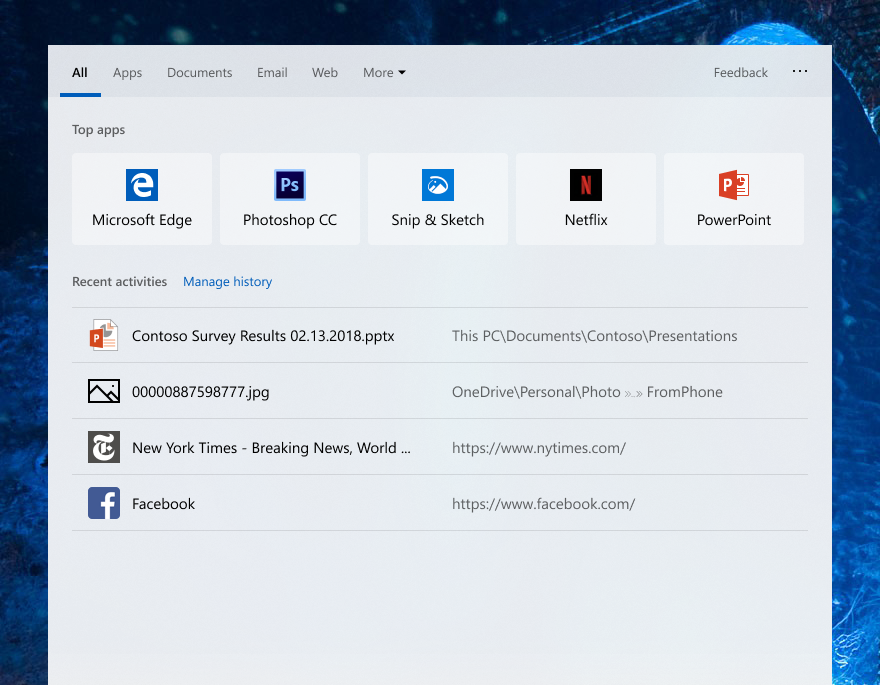 All Apps Documents Email Web More Feedback ...
Top apps
Ps
N
P
Microsoft Edge Photoshop CC Snip & Sketch Netflix PowerPoint
Recent activities Manage history
P
Contoso Survey Results 02.13.2018.pptx This PC\Documents\Contoso\Presentations
00000887598777.jpg OneDrive\Personal\Photo »..» FromPhone
New York Times - Breaking News, World ... https://www.nytimes.com/
Facebook https://www.facebook.com/